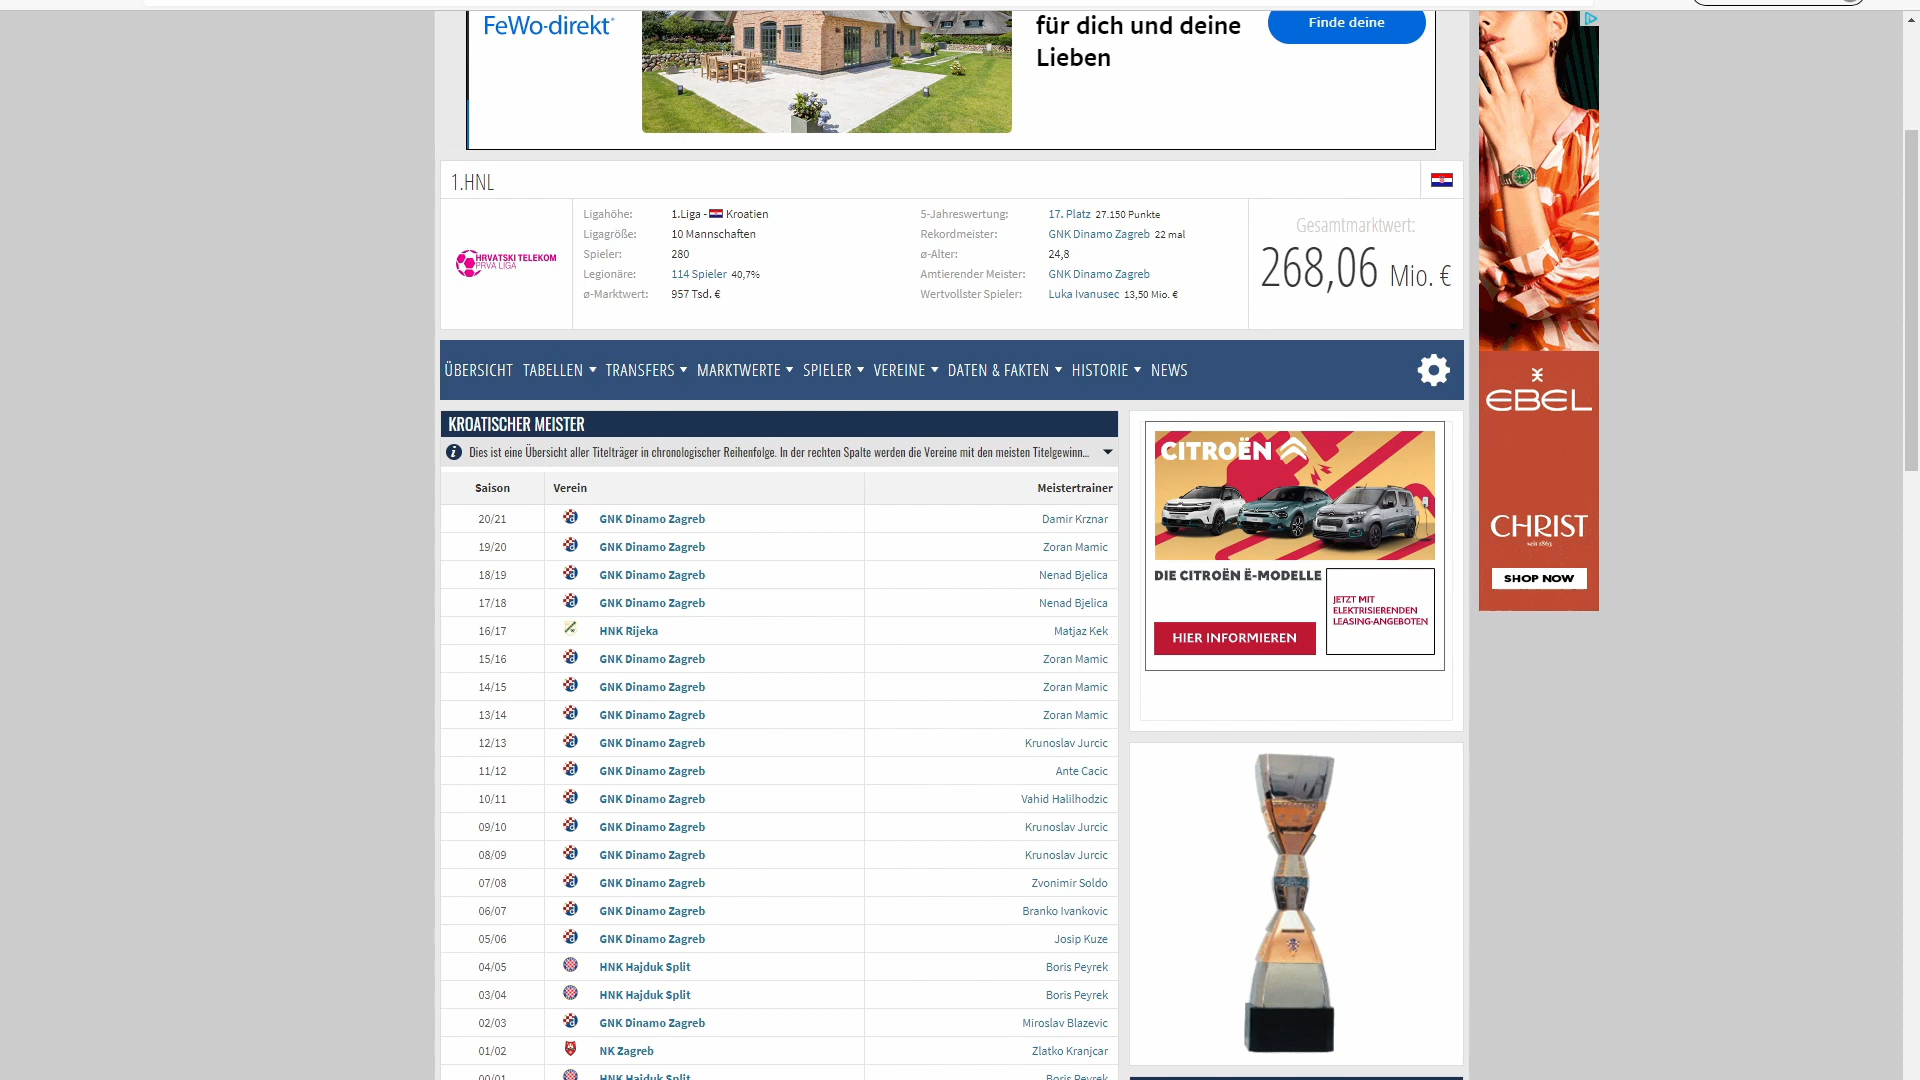 FeWo-direkt
für dich und deine
Lieben
Finde deine
1.HNL
HRVATSKI TELEKOM
PRVA LIGA
Ligahöhe: 1.Liga - Kroatien
Ligagröße: 10 Mannschaften
Spieler: 280
Legionäre: 114 Spieler 40,7%
ø-Marktwert: 957 Tsd. €
5-Jahreswertung: 17. Platz 27.150 Punkte
Rekordmeister: GNK Dinamo Zagreb 22 mal
ø-Alter: 24,8
Amtierender Meister: GNK Dinamo Zagreb
Wertvollster Spieler: Luka Ivanusec 13,50 Mio. €
Gesamtmarktwert:
268,06 Mio. €
ÜBERSICHT TABELLEN TRANSFERS MARKTWERTE SPIELER VEREINE DATEN & FAKTEN HISTORIE NEWS
KROATISCHER MEISTER
Dies ist eine Übersicht aller Titelträger in chronologischer Reihenfolge. In der rechten Spalte werden die Vereine mit den meisten Titelgewinn...
Saison Verein Meistertrainer
20/21 GNK Dinamo Zagreb Damir Krznar
19/20 GNK Dinamo Zagreb Zoran Mamic
18/19 GNK Dinamo Zagreb Nenad Bjelica
17/18 GNK Dinamo Zagreb Nenad Bjelica
16/17 HNK Rijeka Matjaz Kek
15/16 GNK Dinamo Zagreb Zoran Mamic
14/15 GNK Dinamo Zagreb Zoran Mamic
13/14 GNK Dinamo Zagreb Zoran Mamic
12/13 GNK Dinamo Zagreb Krunoslav Jurcic
11/12 GNK Dinamo Zagreb Ante Cacic
10/11 GNK Dinamo Zagreb Vahid Halilhodzic
09/10 GNK Dinamo Zagreb Krunoslav Jurcic
08/09 GNK Dinamo Zagreb Krunoslav Jurcic
07/08 GNK Dinamo Zagreb Zvonimir Soldo
06/07 GNK Dinamo Zagreb Branko Ivankovic
05/06 GNK Dinamo Zagreb Josip Kuze
04/05 HNK Hajduk Split Boris Peyrek
03/04 HNK Hajduk Split Boris Peyrek
02/03 GNK Dinamo Zagreb Miroslav Blazevic
01/02 NK Zagreb Zlatko Kranjcar
00/01 HNK Hajduk Split Boris Peyrek
CITROËN
DIE CITROËN Ë-MODELLE
JETZT MIT
ELEKTRISIERENDEN
LEASING-ANGEBOTEN
HIER INFORMIEREN
EBEL
CHRIST
seit 1863
SHOP NOW